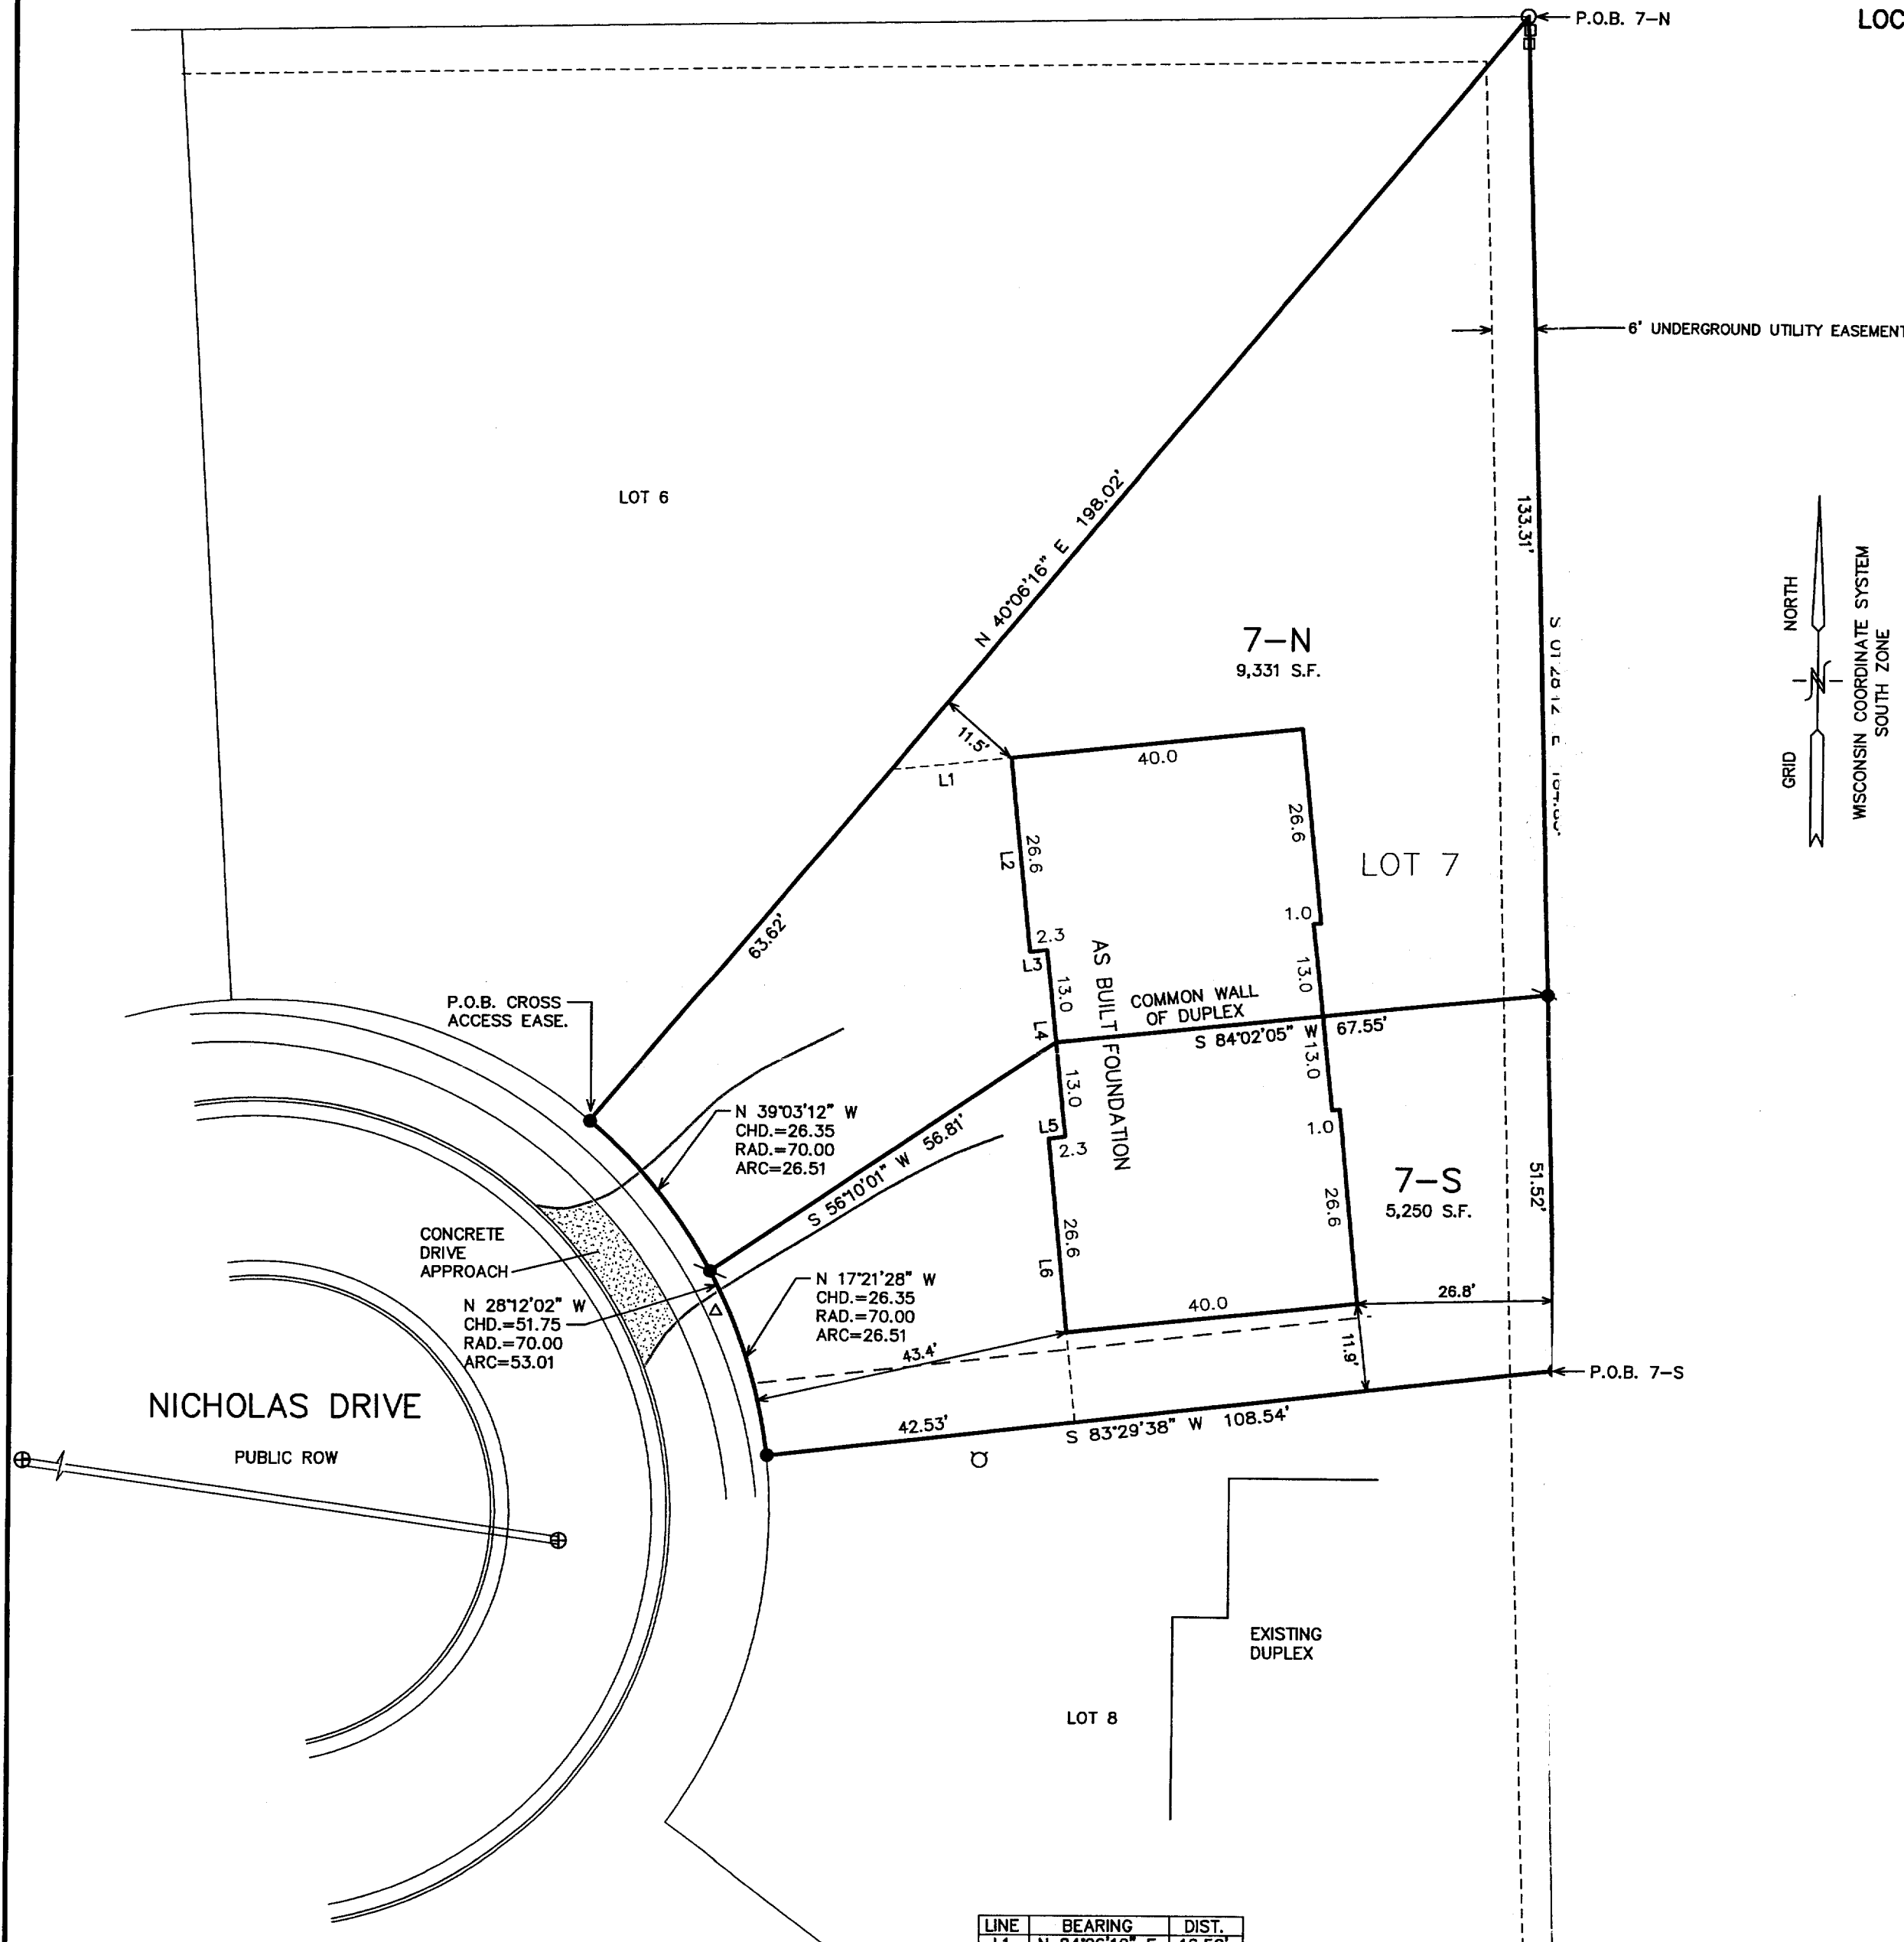 LOC
P.O.B. 7-N
6' UNDERGROUND UTILITY EASEMENT
LOT 6
N 40°06'16" E 198.02'
133.31'
NORTH
GRID
WISCONSIN COORDINATE SYSTEM
SOUTH ZONE
7-N
9,331 S.F.
11.5'
40.0
L1
26.6
L2
26.6
LOT 7
1.0
2.3
L3
13.0
13.0
AS BUILT FOUNDATION
COMMON WALL
OF DUPLEX
L4
S 84°02'05" W 67.55'
63.62'
P.O.B. CROSS
ACCESS EASE.
N 39°03'12" W
CHD.=26.35
RAD.=70.00
ARC=26.51
S 56°10'01" W 56.81'
13.0
13.0
L5
2.3
1.0
7-S
5,250 S.F.
51.52'
26.6
26.6
L6
CONCRETE
DRIVE
APPROACH
N 28°12'02" W
CHD.=51.75
RAD.=70.00
ARC=53.01
N 17°21'28" W
CHD.=26.35
RAD.=70.00
ARC=26.51
40.0
26.8'
43.4'
11.9'
P.O.B. 7-S
NICHOLAS DRIVE
PUBLIC ROW
42.53'
S 83°29'38" W 108.54'
EXISTING
DUPLEX
LOT 8
LINE BEARING DIST.